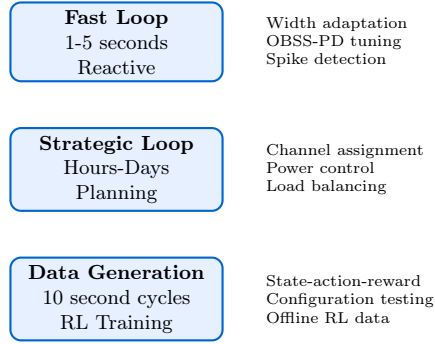 Fast Loop
1-5 seconds
Reactive
Width adaptation
OBSS-PD tuning
Spike detection
Strategic Loop
Hours-Days
Planning
Channel assignment
Power control
Load balancing
Data Generation
10 second cycles
RL Training
State-action-reward
Configuration testing
Offline RL data